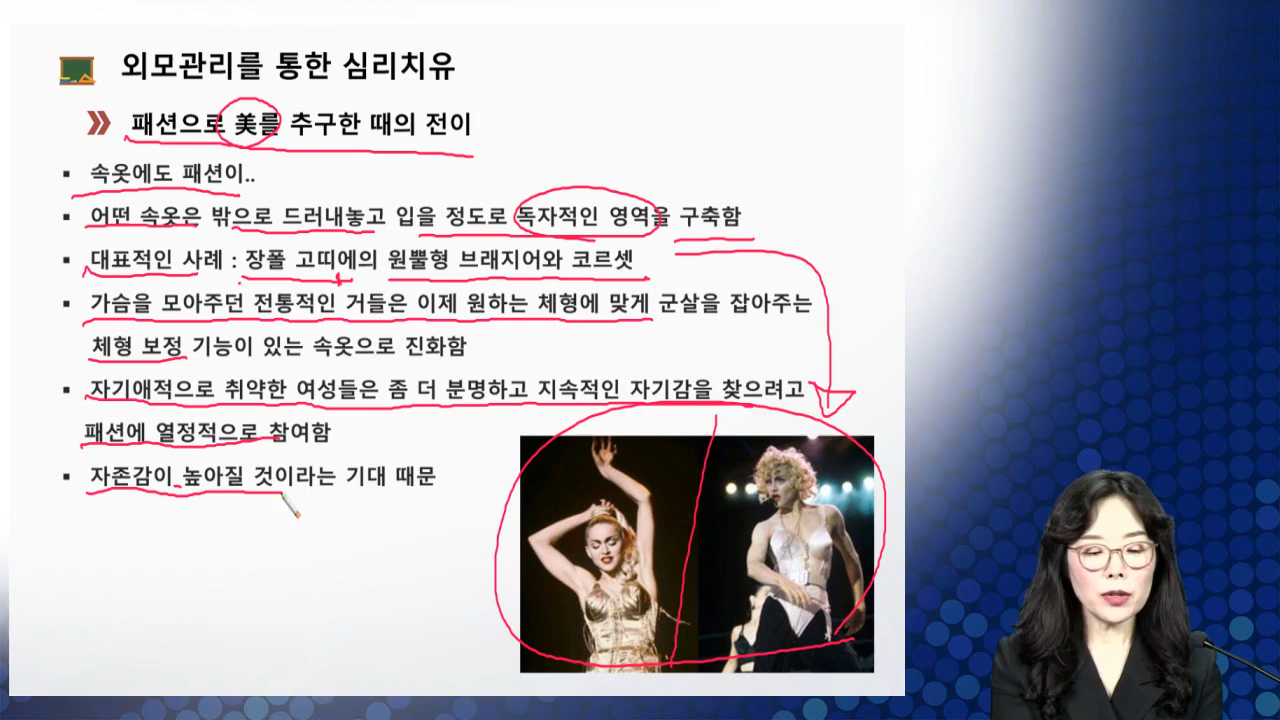 외모관리를 통한 심리치유
패션으로 美를 추구한 때의 전이
속옷에도 패션이..
어떤 속옷은 밖으로 드러내놓고 입을 정도로 독자적인 영역을 구축함
대표적인 사례 : 장폴 고띠에의 원뿔형 브래지어와 코르셋
가슴을 모아주던 전통적인 거들은 이제 원하는 체형에 맞게 군살을 잡아주는
체형 보정 기능이 있는 속옷으로 진화함
자기애적으로 취약한 여성들은 좀 더 분명하고 지속적인 자기감을 찾으려고
패션에 열정적으로 참여함
자존감이 높아질 것이라는 기대 때문